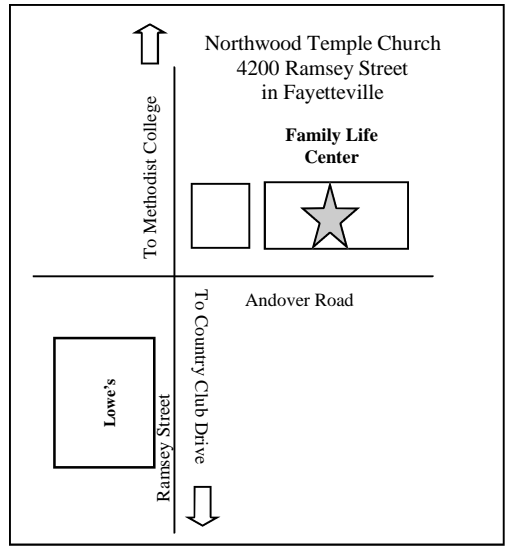 Northwood Temple Church
4200 Ramsey Street
in Fayetteville
To Methodist College
Family Life
Center
Andover Road
To Country Club Drive
Lowe's
Ramsey Street